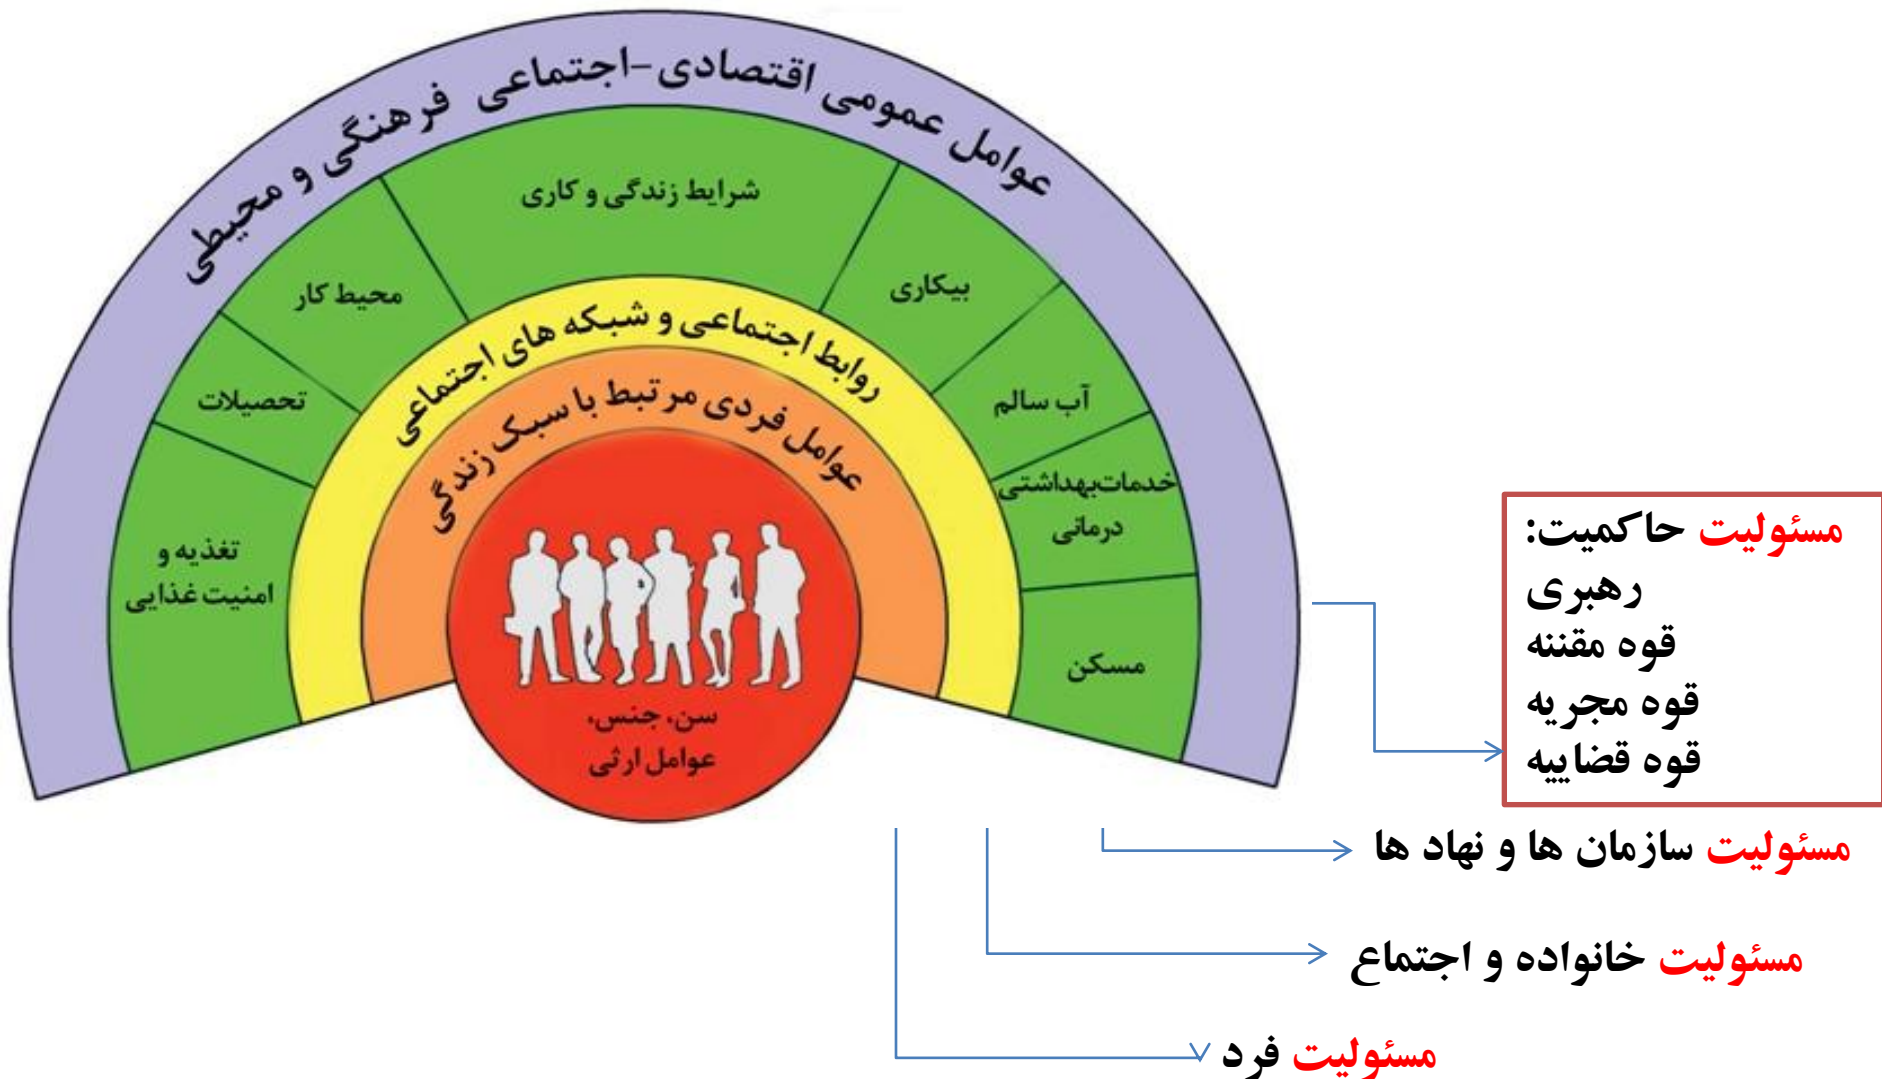 عوامل عمومی اقتصادی-اجتماعی فرهنگی و محیطی
شرایط زندگی و کاری
بیکاری
محیط کار
آب سالم
تحصیلات
خدمات‌بهداشتی
درمانی
تغذیه و
امنیت غذایی
مسکن
روابط اجتماعی و شبکه های اجتماعی
عوامل فردی مرتبط با سبک زندگی
سن، جنس،
عوامل ارثی
مسئولیت حاکمیت:
رهبری
قوه مقننه
قوه مجریه
قوه قضاییه
مسئولیت سازمان ها و نهاد ها
مسئولیت خانواده و اجتماع
مسئولیت فرد